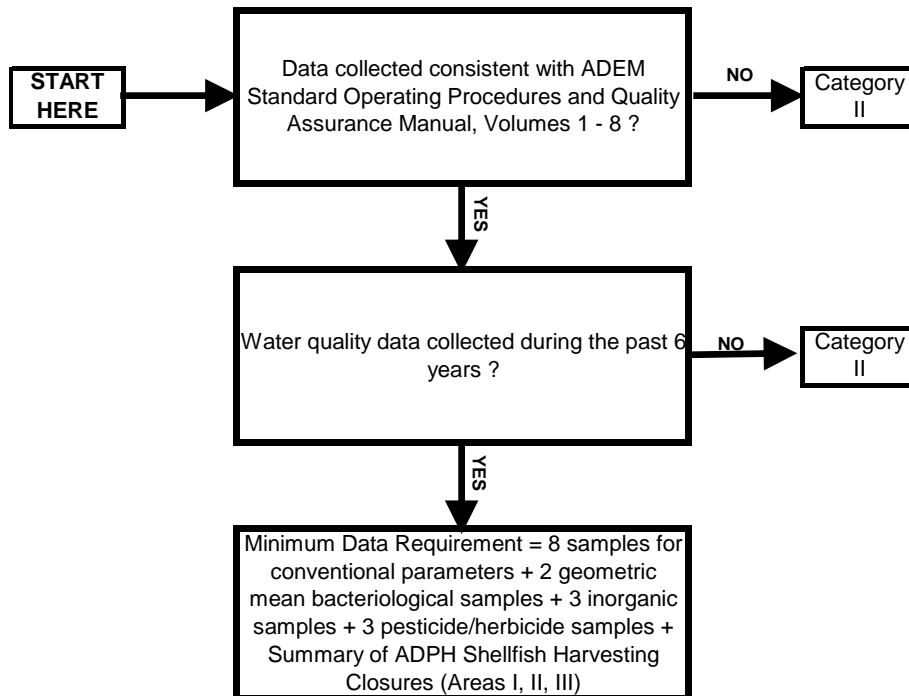 START
HERE
Data collected consistent with ADEM
Standard Operating Procedures and Quality
Assurance Manual, Volumes 1 - 8 ?
NO
Category
II
YES
Water quality data collected during the past 6
years ?
NO
Category
II
YES
Minimum Data Requirement = 8 samples for
conventional parameters + 2 geometric
mean bacteriological samples + 3 inorganic
samples + 3 pesticide/herbicide samples +
Summary of ADPH Shellfish Harvesting
Closures (Areas I, II, III)